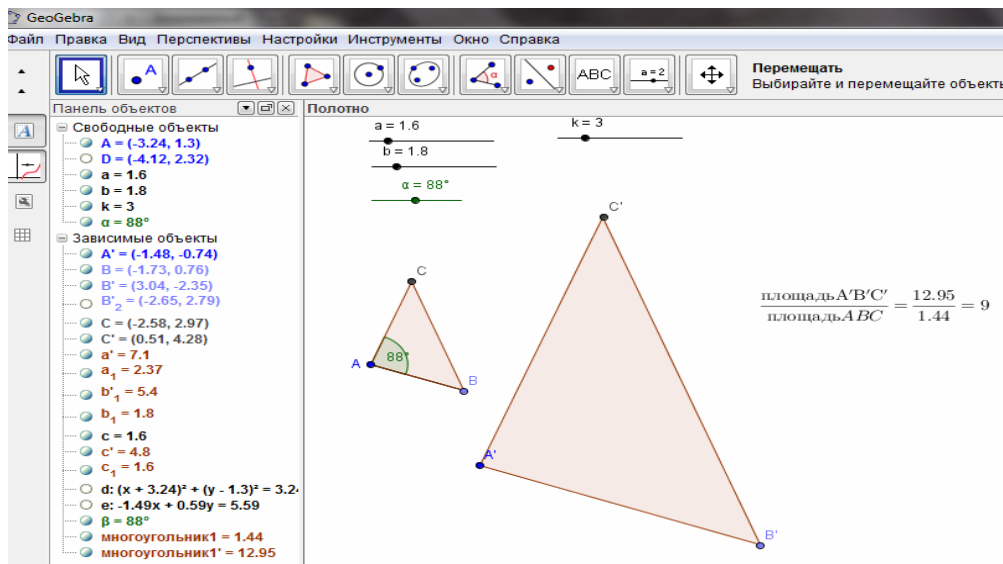 GeoGebra
Файл Правка Вид Перспективы Настройки Инструменты Окно Справка
A
α
ABC
a = 2
Перемещать
Выбирайте и перемещайте объекты
Панель объектов
Полотно
A
Свободные объекты
A = (-3.24, 1.3)
D = (-4.12, 2.32)
a = 1.6
b = 1.8
k = 3
α = 88°
Зависимые объекты
A' = (-1.48, -0.74)
B = (-1.73, 0.76)
B' = (3.04, -2.35)
B'₂ = (-2.65, 2.79)
C = (-2.58, 2.97)
C' = (0.51, 4.28)
a' = 7.1
a₁ = 2.37
b'₁ = 5.4
b₁ = 1.8
c = 1.6
c' = 4.8
c₁ = 1.6
d: (x + 3.24)² + (y - 1.3)² = 3.24
e: -1.49x + 0.59y = 5.59
β = 88°
многоугольник1 = 1.44
многоугольник1' = 12.95
a = 1.6
b = 1.8
α = 88°
k = 3
C'
C
A
88°
B
A'
B'
площадьA'B'C' / площадьABC = 12.95 / 1.44 = 9